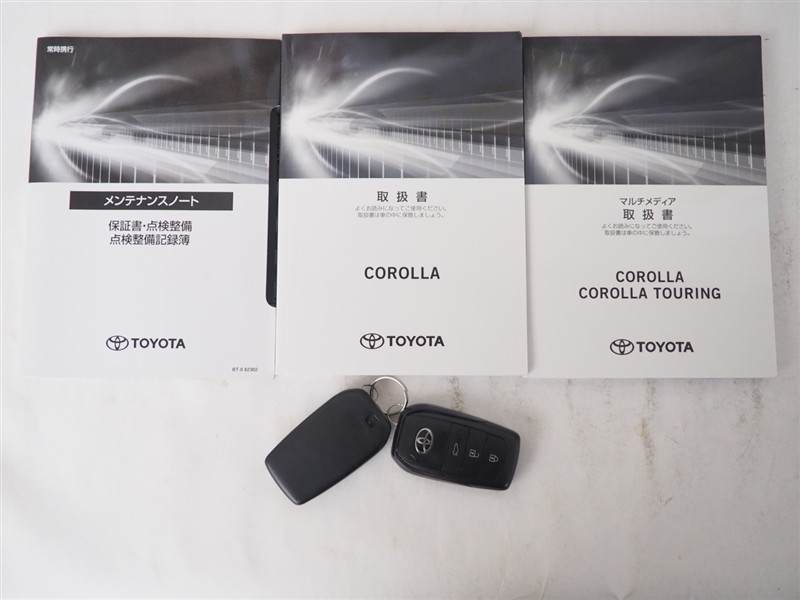 常時携行
メンテナンスノート
保証書・点検整備
点検整備記録簿
TOYOTA
取扱書
よくお読みになってご使用ください。
取扱書は車の中に保管しましょう。
COROLLA
TOYOTA
マルチメディア
取扱書
よくお読みになってご使用ください。
取扱書は車の中に保管しましょう。
COROLLA
COROLLA TOURING
TOYOTA